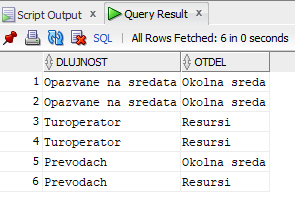 Script Output x Query Result x
SQL | All Rows Fetched: 6 in 0 seconds
DLUJNOST OTDEL
1 Opazvane na sredata Okolna sreda
2 Opazvane na sredata Okolna sreda
3 Turoperator Resursi
4 Turoperator Resursi
5 Prevodach Okolna sreda
6 Prevodach Resursi